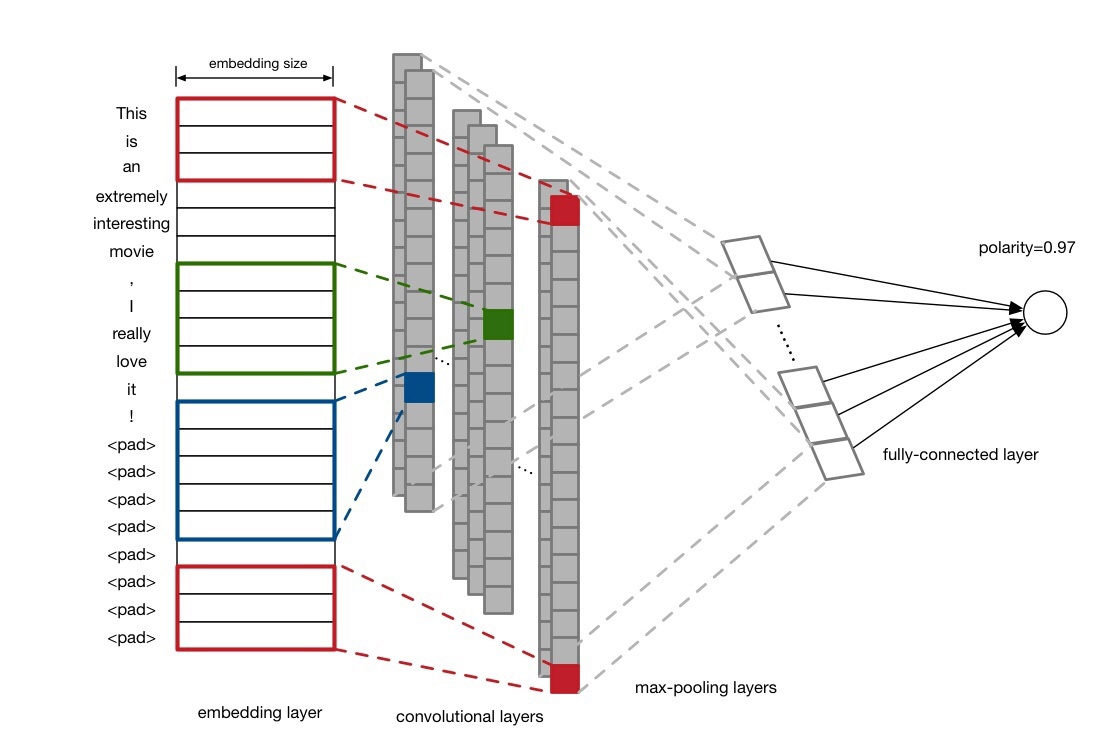 embedding size
This
is
an
extremely
interesting
movie
,
I
really
love
it
!
<pad>
<pad>
<pad>
<pad>
<pad>
<pad>
<pad>
<pad>
embedding layer
convolutional layers
max-pooling layers
fully-connected layer
polarity=0.97